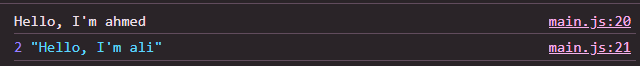 Hello, I'm ahmed main.js:20
2 "Hello, I'm ali" main.js:21